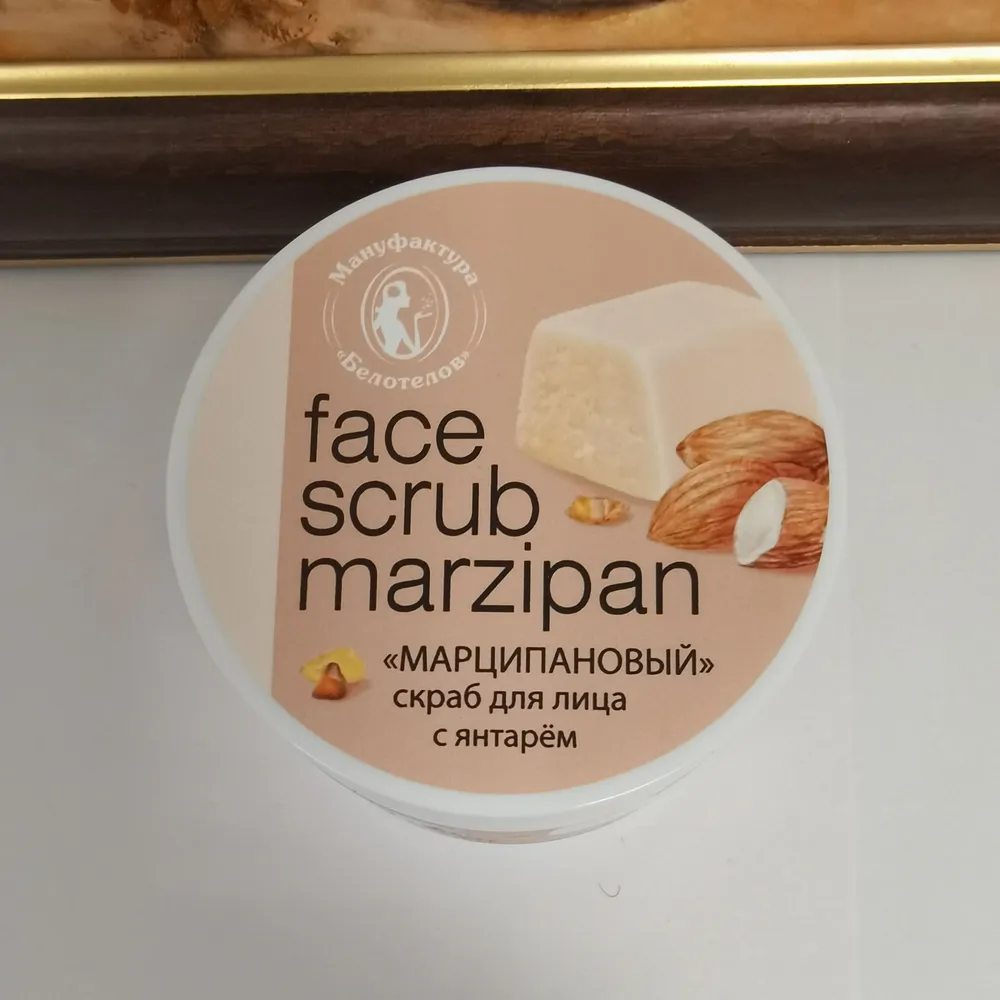 Мануфактура
«Белотелов»
face
scrub
marzipan
«МАРЦИПАНОВЫЙ»
скраб для лица
с янтарём